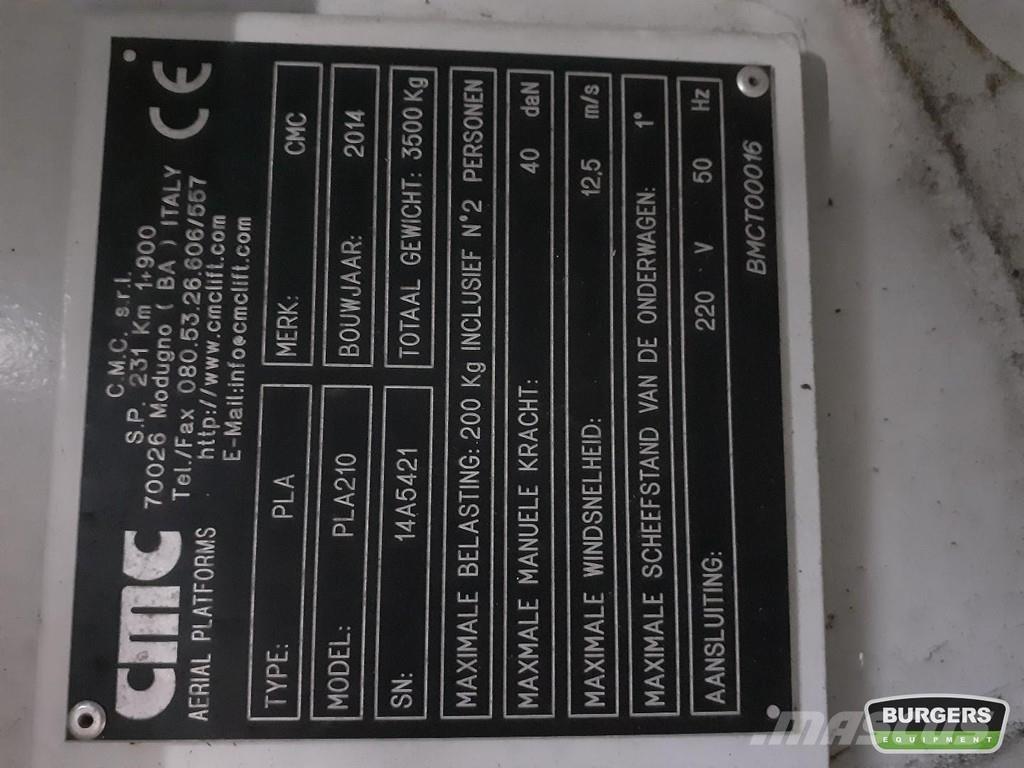 cmc
AERIAL PLATFORMS
C.M.C. s.r.l.
S.P. 231 Km 1+900
70026 Modugno ( BA ) ITALY
Tel./Fax 080.53.26.606/557
http://www.cmclift.com
E-Mail:info@cmclift.com
CE
TYPE: PLA
MERK: CMC
MODEL: PLA210
BOUWJAAR: 2014
SN: 14A5421
TOTAAL GEWICHT: 3500 Kg
MAXIMALE BELASTING: 200 Kg INCLUSIEF N°2 PERSONEN
MAXMALE MANUELE KRACHT: 40 daN
MAXIMALE WINDSNELHEID: 12,5 m/s
MAXIMALE SCHEEFSTAND VAN DE ONDERWAGEN: 1°
AANSLUITING: 220 V 50 Hz
BMCT00016
MASCUS
BURGERS
EQUIPMENT